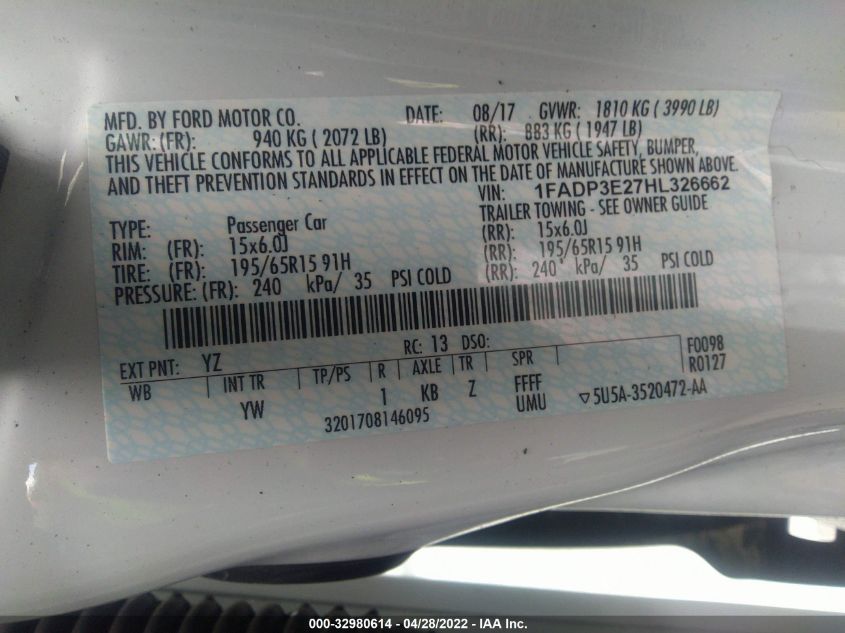 MFD. BY FORD MOTOR CO. DATE: 08/17 GVWR: 1810 KG ( 3990 LB)
GAWR: (FR): 940 KG ( 2072 LB) (RR): 883 KG ( 1947 LB)
THIS VEHICLE CONFORMS TO ALL APPLICABLE FEDERAL MOTOR VEHICLE SAFETY, BUMPER,
AND THEFT PREVENTION STANDARDS IN EFFECT ON THE DATE OF MANUFACTURE SHOWN ABOVE.
VIN: 1FADP3E27HL326662
TYPE: Passenger Car TRAILER TOWING - SEE OWNER GUIDE
RIM: (FR): 15x6.0J (RR): 15x6.0J
TIRE: (FR): 195/65R15 91H (RR): 195/65R15 91H
PRESSURE: (FR): 240 kPa/ 35 PSI COLD (RR): 240 kPa/ 35 PSI COLD
EXT PNT: YZ RC: 13 DSO: F0098
WB INT TR TP/PS R AXLE TR SPR R0127
YW 1 KB Z FFFF
UMU
3201708146095 ▽5U5A-3520472-AA
000-32980614 - 04/28/2022 - IAA Inc.